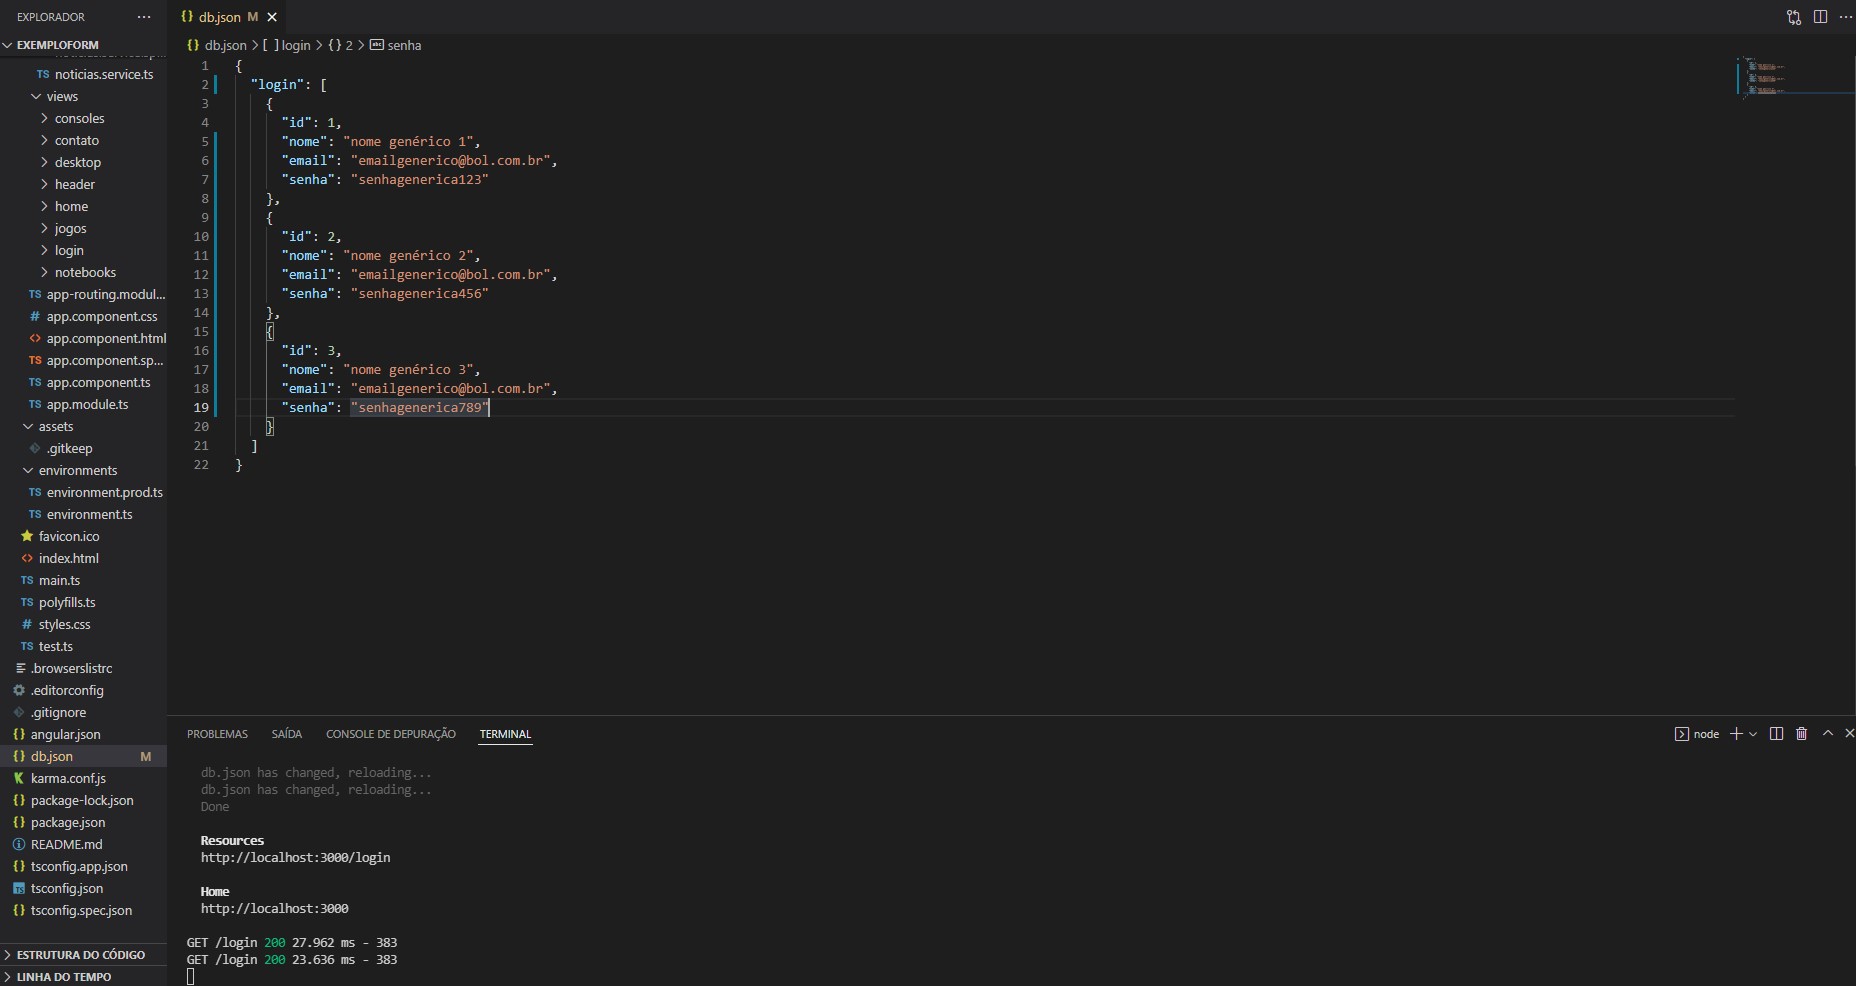 EXPLORADOR
EXEMPLOFORM
TS noticias.service.ts
views
consoles
contato
desktop
header
home
jogos
login
notebooks
TS app-routing.modul...
# app.component.css
<> app.component.html
TS app.component.sp...
TS app.component.ts
TS app.module.ts
assets
.gitkeep
environments
TS environment.prod.ts
TS environment.ts
favicon.ico
<> index.html
TS main.ts
TS polyfills.ts
# styles.css
TS test.ts
.browserslistrc
.editorconfig
.gitignore
{} angular.json
{} db.json M
karma.conf.js
{} package-lock.json
{} package.json
README.md
{} tsconfig.app.json
TS tsconfig.json
{} tsconfig.spec.json
ESTRUTURA DO CÓDIGO
LINHA DO TEMPO
{} db.json M
{} db.json > [ ] login > {} 2 > abc senha
1 {
2 "login": [
3 {
4 "id": 1,
5 "nome": "nome genérico 1",
6 "email": "emailgenerico@bol.com.br",
7 "senha": "senhagenerica123"
8 },
9 {
10 "id": 2,
11 "nome": "nome genérico 2",
12 "email": "emailgenerico@bol.com.br",
13 "senha": "senhagenerica456"
14 },
15 {
16 "id": 3,
17 "nome": "nome genérico 3",
18 "email": "emailgenerico@bol.com.br",
19 "senha": "senhagenerica789"
20 }
21 ]
22 }
PROBLEMAS SAÍDA CONSOLE DE DEPURAÇÃO TERMINAL node
db.json has changed, reloading...
db.json has changed, reloading...
Done
Resources
http://localhost:3000/login
Home
http://localhost:3000
GET /login 200 27.962 ms - 383
GET /login 200 23.636 ms - 383